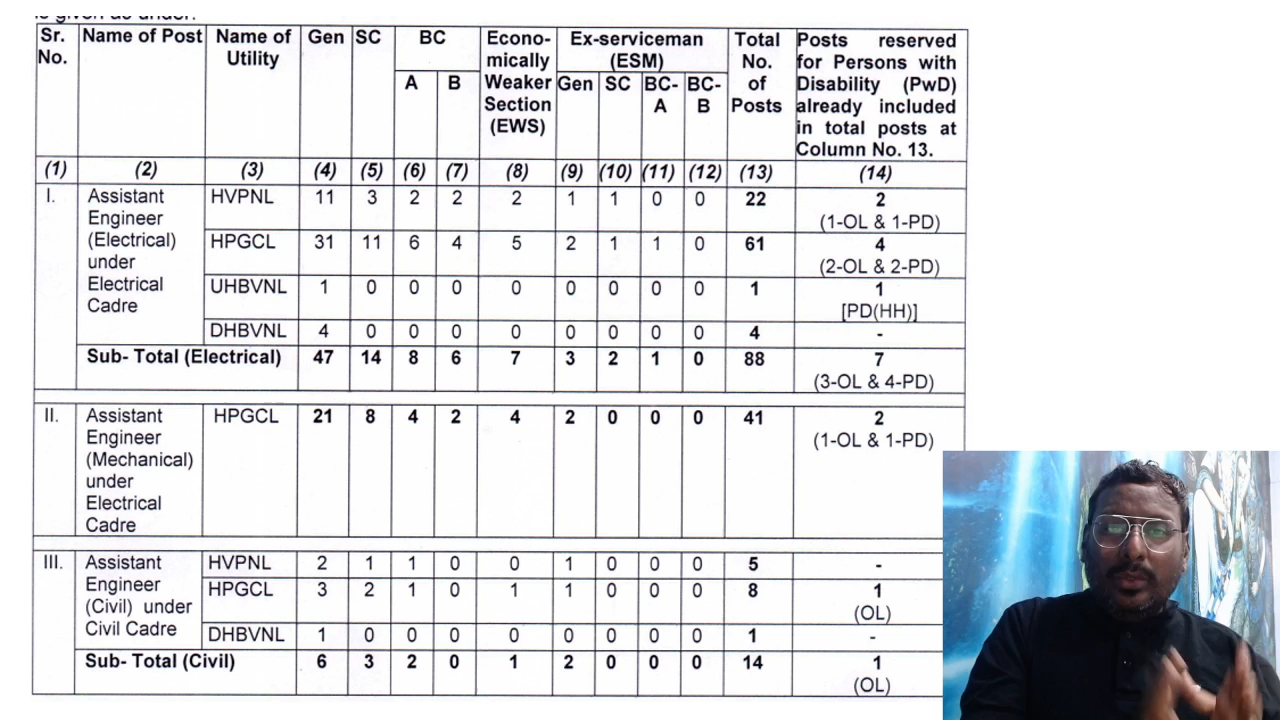 is given as under:
Sr. No. Name of Post Name of Utility Gen SC BC Econo-mically Weaker Section (EWS) Ex-serviceman (ESM) Total No. of Posts Posts reserved for Persons with Disability (PwD) already included in total posts at Column No. 13.
A B Gen SC BC-A BC-B
(1) (2) (3) (4) (5) (6) (7) (8) (9) (10) (11) (12) (13) (14)
I. Assistant Engineer (Electrical) under Electrical Cadre HVPNL 11 3 2 2 2 1 1 0 0 22 2 (1-OL & 1-PD)
HPGCL 31 11 6 4 5 2 1 1 0 61 4 (2-OL & 2-PD)
UHBVNL 1 0 0 0 0 0 0 0 0 1 1 [PD(HH)]
DHBVNL 4 0 0 0 0 0 0 0 0 4 -
Sub- Total (Electrical) 47 14 8 6 7 3 2 1 0 88 7 (3-OL & 4-PD)
II. Assistant Engineer (Mechanical) under Electrical Cadre HPGCL 21 8 4 2 4 2 0 0 0 41 2 (1-OL & 1-PD)
III. Assistant Engineer (Civil) under Civil Cadre HVPNL 2 1 1 0 0 1 0 0 0 5 -
HPGCL 3 2 1 0 1 1 0 0 0 8 1 (OL)
DHBVNL 1 0 0 0 0 0 0 0 0 1 -
Sub- Total (Civil) 6 3 2 0 1 2 0 0 0 14 1 (OL)